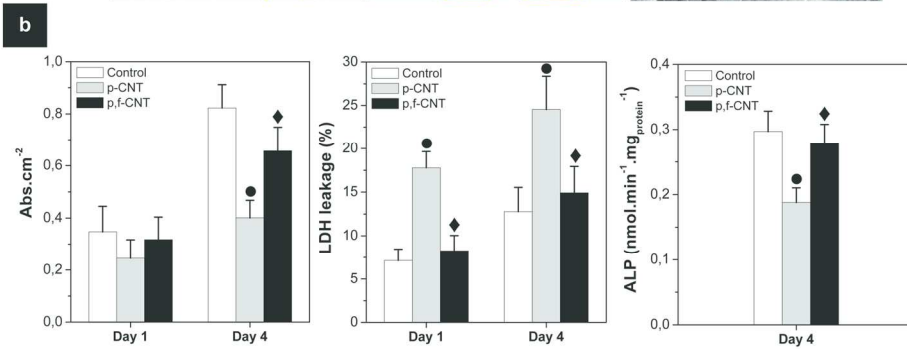 b
Abs.cm-2
1,0
0,8
0,6
0,4
0,2
0,0
Control
p-CNT
p,f-CNT
Day 1
Day 4
LDH leakage (%)
30
25
20
15
10
5
0
Control
p-CNT
p,f-CNT
Day 1
Day 4
ALP (nmol.min-1.mgprotein-1)
0,4
0,3
0,2
0,1
0,0
Control
p-CNT
p,f-CNT
Day 4